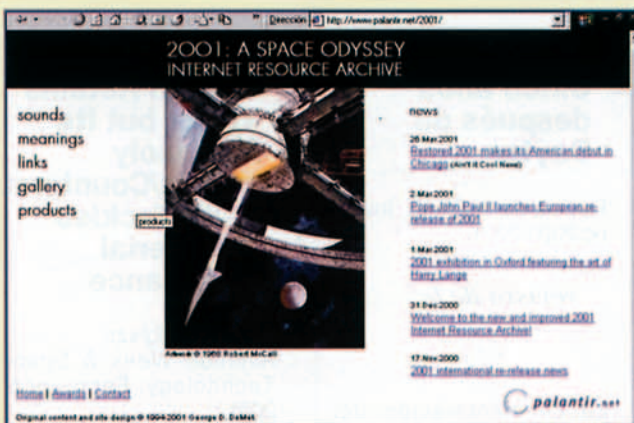 Dirección http://www.palantir.net/2001/
2001: A SPACE ODYSSEY
INTERNET RESOURCE ARCHIVE
sounds
meanings
links
gallery
products
products
Artwork © 1968 Robert McCall
news
26 Mar 2001
Restored 2001 makes its American debut in
Chicago (Ain't It Cool News)
2 Mar 2001
Pope John Paul II launches European re-
release of 2001
1 Mar 2001
2001 exhibition in Oxford featuring the art of
Harry Lange
31 Dec 2000
Welcome to the new and improved 2001
Internet Resource Archive!
17 Nov 2000
2001 international re-release news
Home | Awards | Contact
palantir.net
Original content and site design © 1994-2001 George D. DeMet